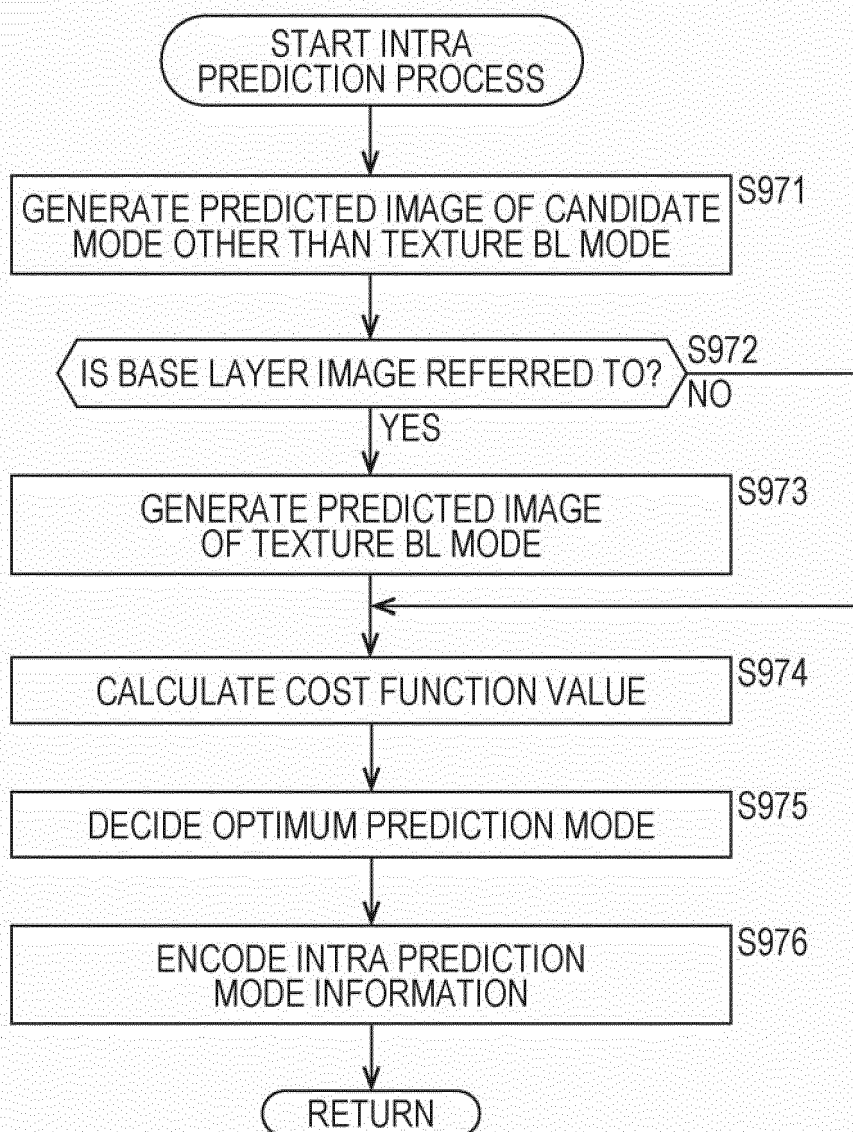 START INTRA
PREDICTION PROCESS
S971
GENERATE PREDICTED IMAGE OF CANDIDATE
MODE OTHER THAN TEXTURE BL MODE
S972
IS BASE LAYER IMAGE REFERRED TO?
NO
YES
S973
GENERATE PREDICTED IMAGE
OF TEXTURE BL MODE
S974
CALCULATE COST FUNCTION VALUE
S975
DECIDE OPTIMUM PREDICTION MODE
S976
ENCODE INTRA PREDICTION
MODE INFORMATION
RETURN